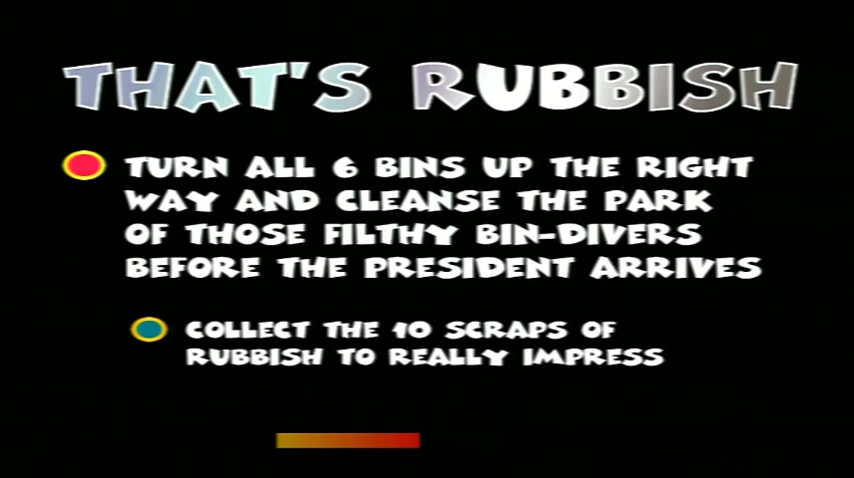 THAT'S RUBBISH
TURN ALL 6 BINS UP THE RIGHT
WAY AND CLEANSE THE PARK
OF THOSE FILTHY BIN-DIVERS
BEFORE THE PRESIDENT ARRIVES
COLLECT THE 10 SCRAPS OF
RUBBISH TO REALLY IMPRESS